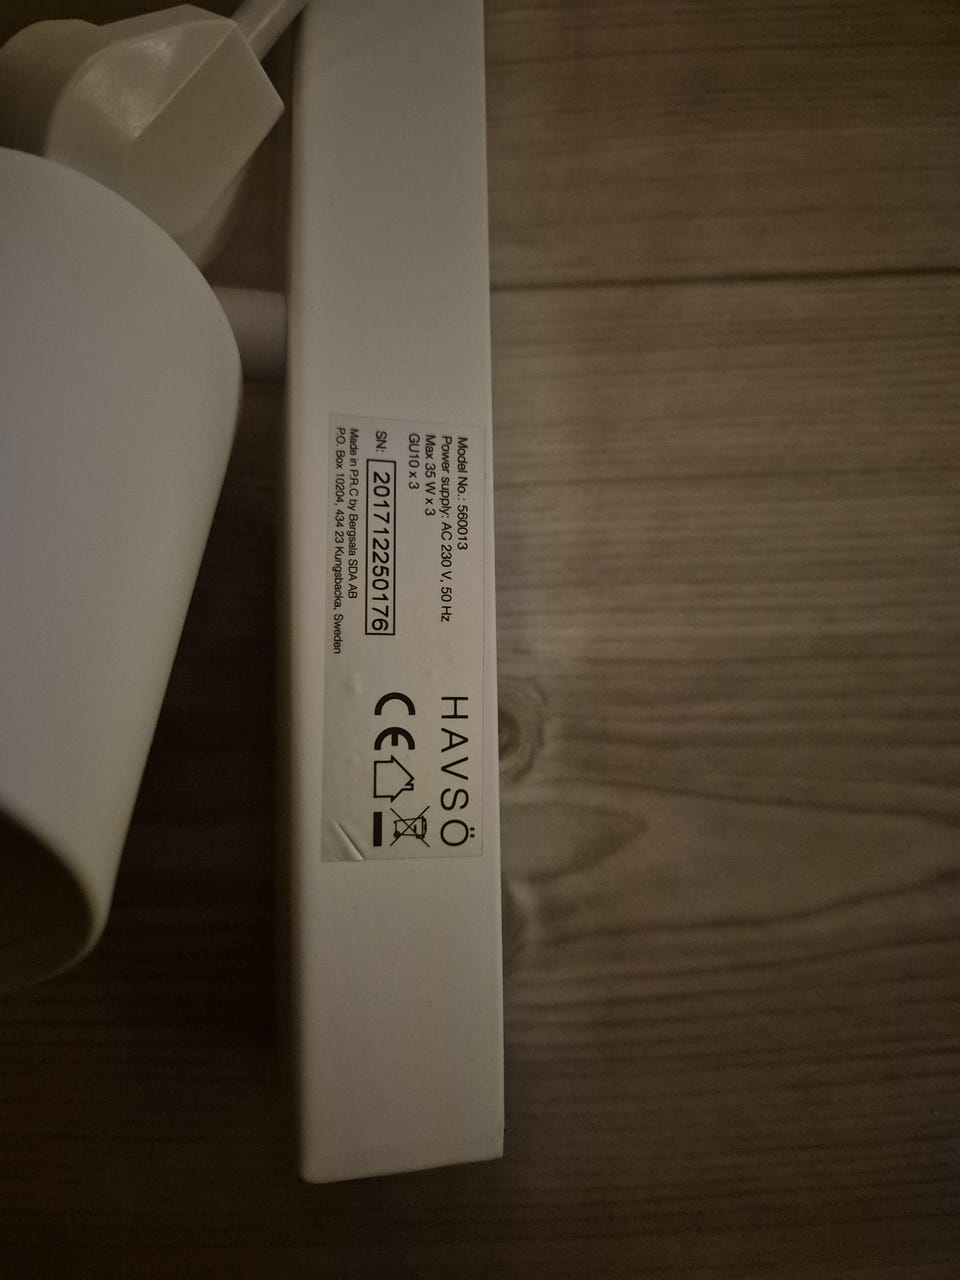 Model No.: 560013
Power supply: AC 230 V, 50 Hz
Max 35 W x 3
GU10 x 3
SN: 201712250176
Made in P.R.C by Bergsala SDA AB
P.O. Box 10204, 434 23 Kungsbacka, Sweden
HAVSÖ
CE